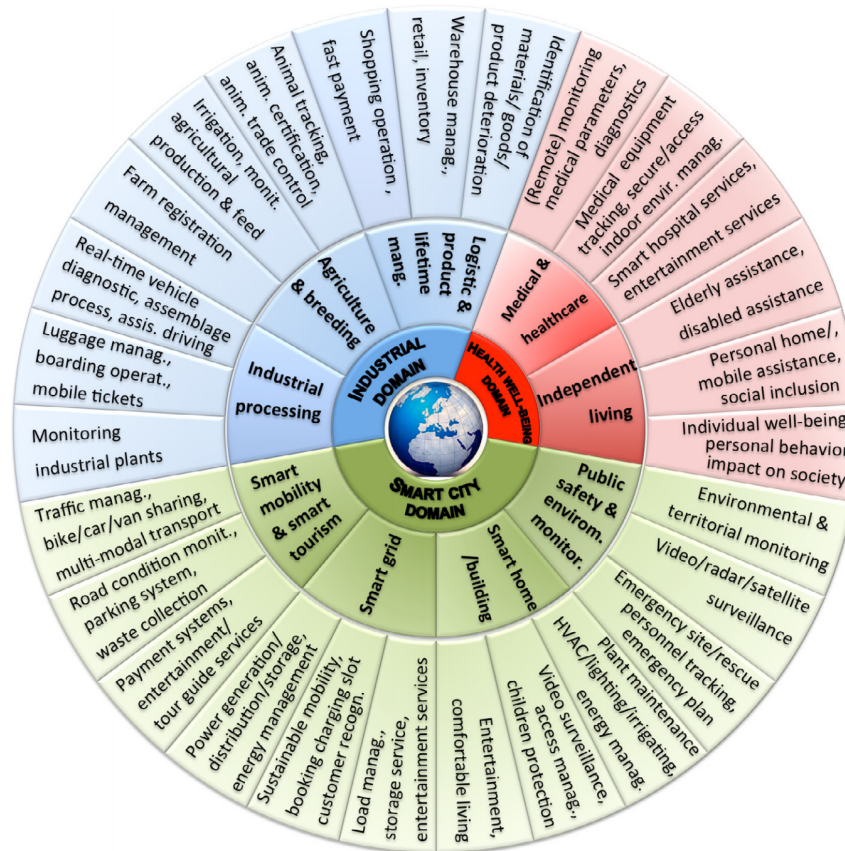 INDUSTRIAL
DOMAIN
HEALTH WELL-BEING
DOMAIN
SMART CITY
DOMAIN
Logistic &
product
lifetime
mang.
Agriculture
& breeding
Industrial
processing
Medical &
healthcare
Independent
living
Public
safety &
environm.
monitor.
Smart home
/building
Smart grid
Smart
mobility
& smart
tourism
Identification of
materials/ goods/
product deterioration
Warehouse manag.,
retail, inventory
Shopping operation ,
fast payment
Animal tracking,
anim. certification,
anim. trade control
Irrigation, monit.
agricultural
production & feed
Farm registration
management
Real-time vehicle
diagnostic, assemblage
process, assis. driving
Luggage manag.,
boarding operat.,
mobile tickets
Monitoring
industrial plants
(Remote) monitoring
medical parameters,
diagnostics
Medical equipment
tracking, secure/access
indoor envir. manag.
Smart hospital services,
entertainment services
Elderly assistance,
disabled assistance
Personal home/,
mobile assistance,
social inclusion
Individual well-being,
personal behavior
impact on society
Environmental &
territorial monitoring
Video/radar/satellite
surveillance
Emergency site/rescue
personnel tracking,
emergency plan
Plant maintenance
HVAC/lighting/irrigating,
energy manag.
Video surveillance,
access manag.,
children protection
Entertainment,
comfortable living
Load manag.,
storage service,
entertainment services
Sustainable mobility,
booking charging slot
customer recogn.
Power generation/
distribution/storage,
energy management
Payment systems,
entertainment/
tour guide services
Road condition monit.,
parking system,
waste collection
Traffic manag.,
bike/car/van sharing,
multi-modal transport